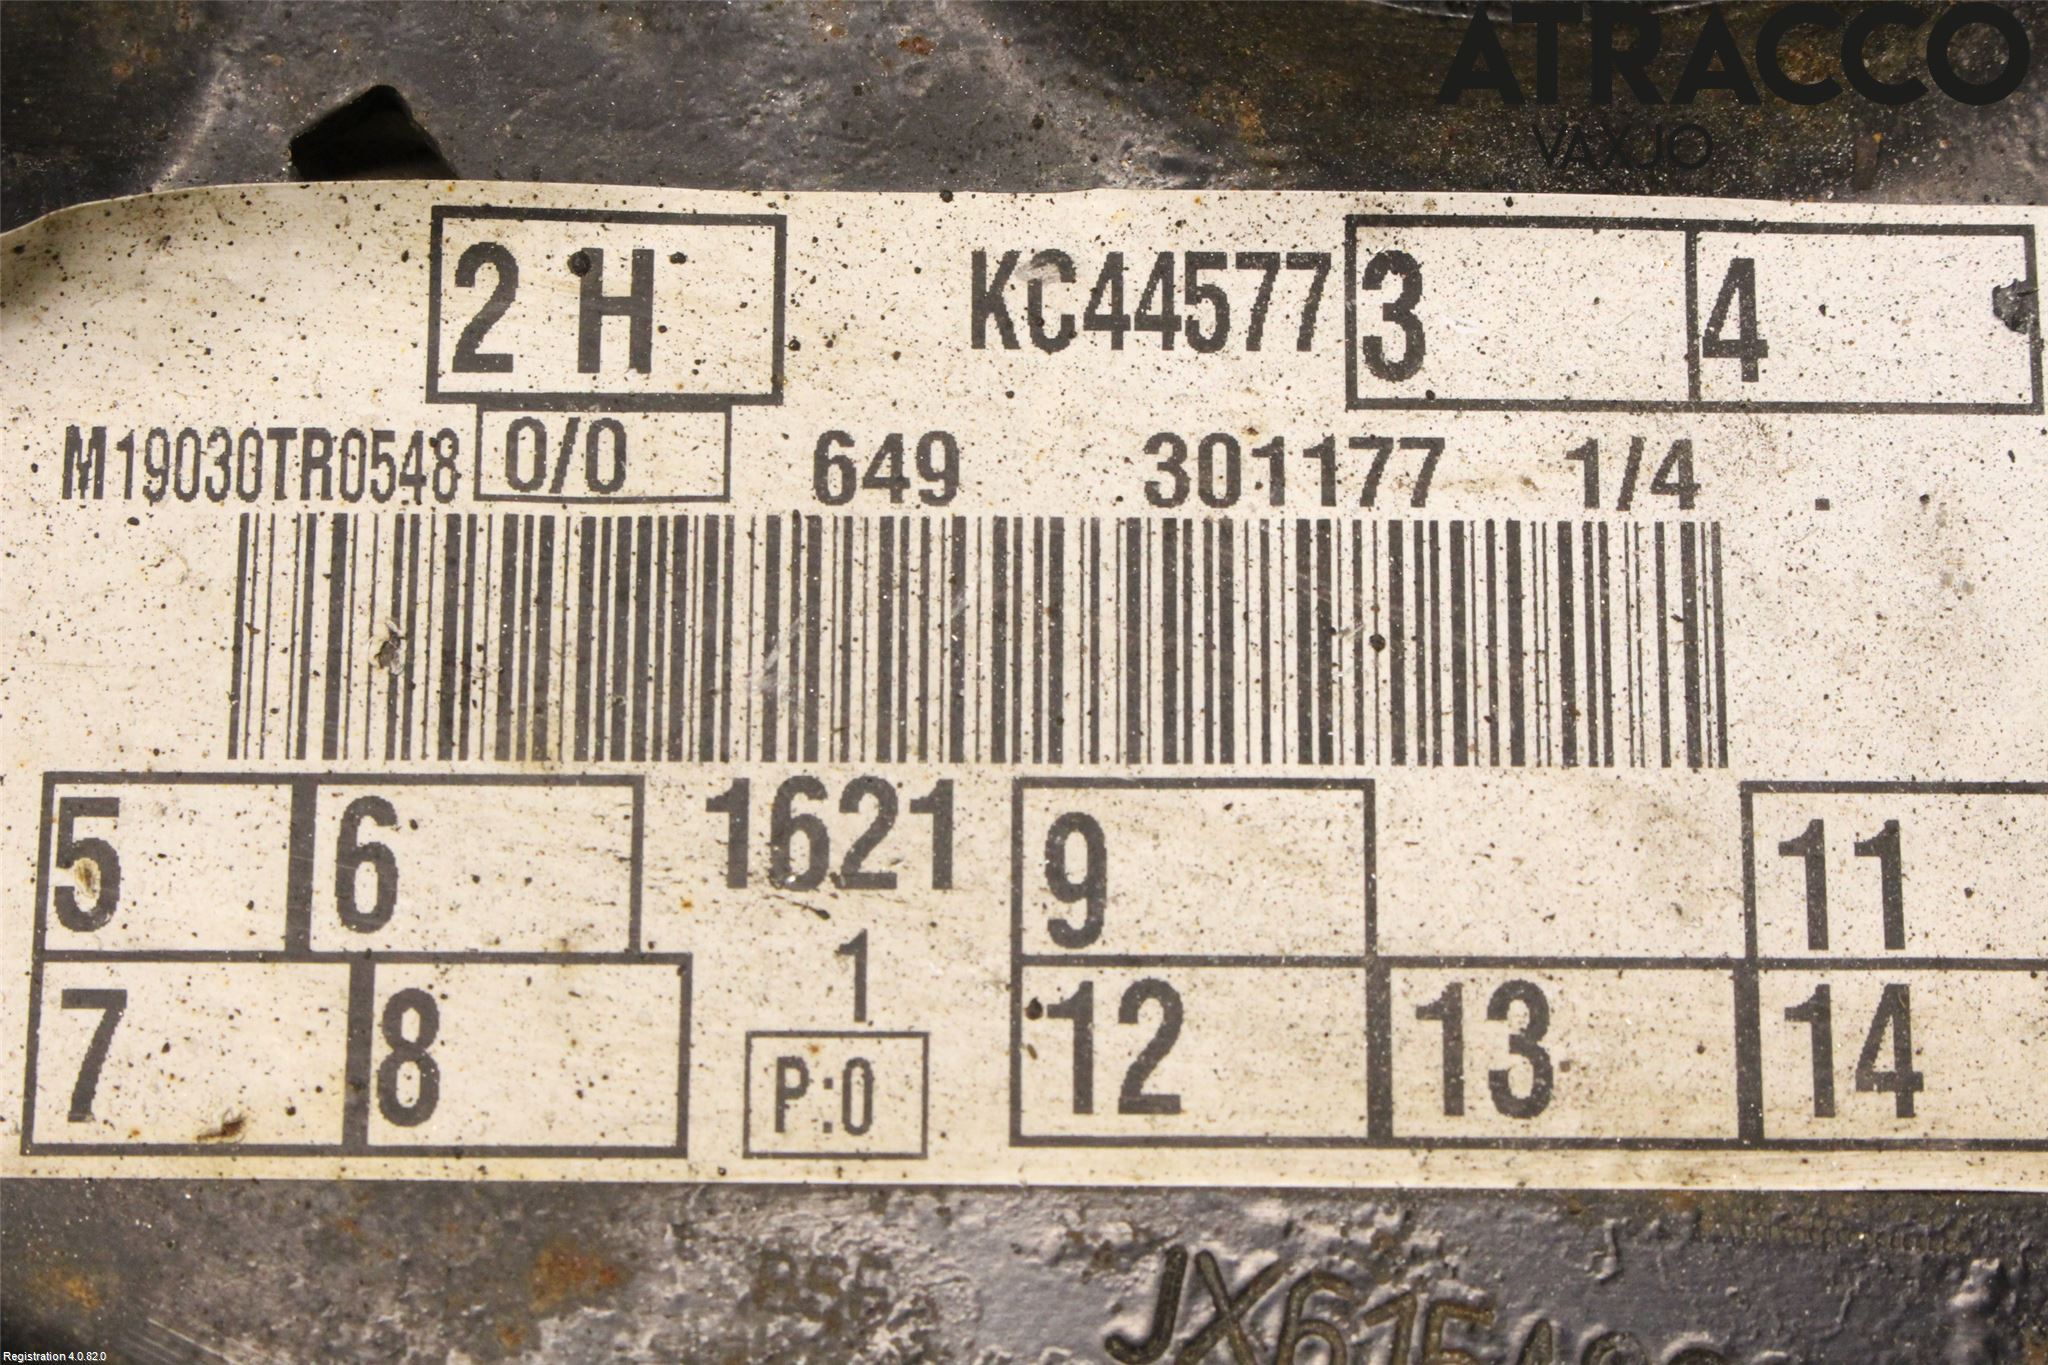 ATRACCO
VAXJO
2 H KC44577 3 4
M19030TR0548 0/0 649 301177 1/4 .
5 6 1621 9 11
1
7 8 12 13 14
P:0
Registration 4.0.82.0